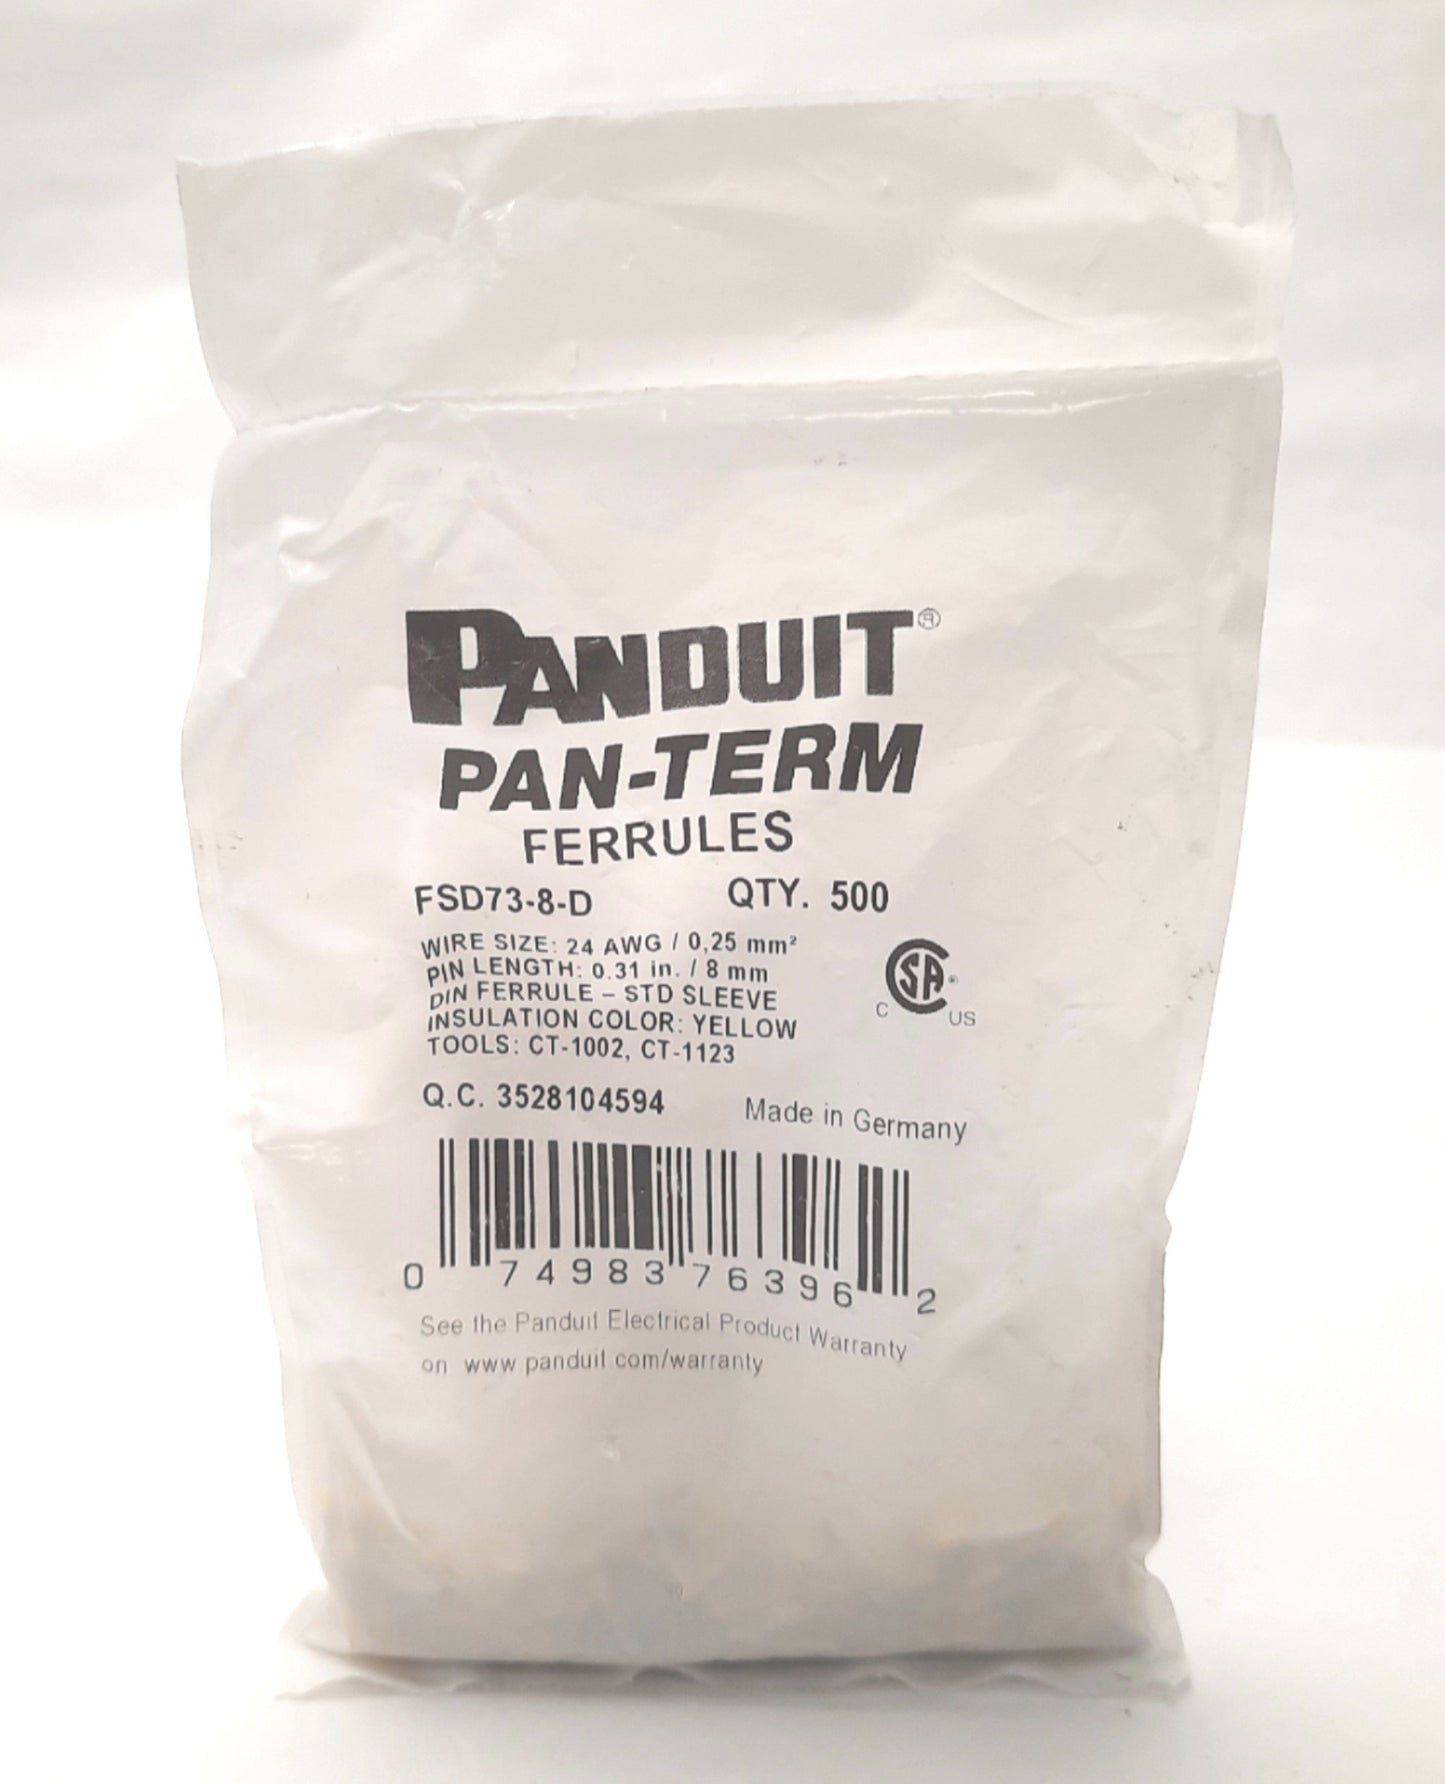 PANDUIT®
PAN-TERM
FERRULES
FSD73-8-D QTY. 500
WIRE SIZE: 24 AWG / 0,25 mm²
PIN LENGTH: 0.31 in. / 8 mm
DIN FERRULE – STD SLEEVE
INSULATION COLOR: YELLOW
TOOLS: CT-1002, CT-1123
C SA® US
Q.C. 3528104594 Made in Germany
0 74983 76396 2
See the Panduit Electrical Product Warranty
on www.panduit.com/warranty